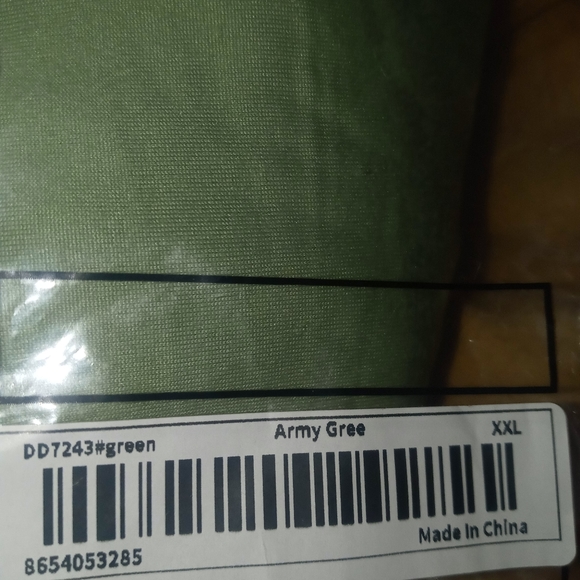 DD7243#green Army Gree XXL
Made In China
8654053285